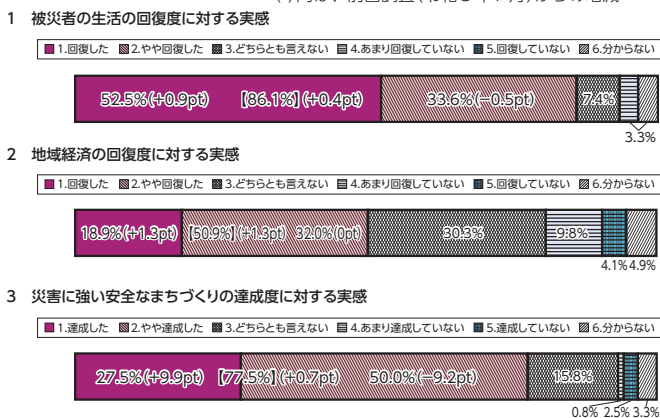 1 被災者の生活の回復度に対する実感
1.回復した 2.やや回復した 3.どちらとも言えない 4.あまり回復していない 5.回復していない 6.分からない
52.5%(+0.9pt) 【86.1%】(+0.4pt) 33.6%(−0.5pt) 7.4%
3.3%
2 地域経済の回復度に対する実感
1.回復した 2.やや回復した 3.どちらとも言えない 4.あまり回復していない 5.回復していない 6.分からない
18.9%(+1.3pt) 【50.9%】(+1.3pt) 32.0%(0pt) 30.3% 9.8%
4.1% 4.9%
3 災害に強い安全なまちづくりの達成度に対する実感
1.達成した 2.やや達成した 3.どちらとも言えない 4.あまり達成していない 5.達成していない 6.分からない
27.5%(+9.9pt) 【77.5%】(+0.7pt) 50.0%(−9.2pt) 15.8%
0.8% 2.5% 3.3%